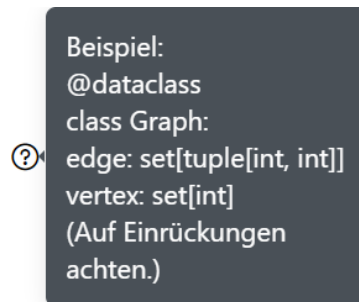 Beispiel:
@dataclass
class Graph:
edge: set[tuple[int, int]]
vertex: set[int]
(Auf Einrückungen
achten.)